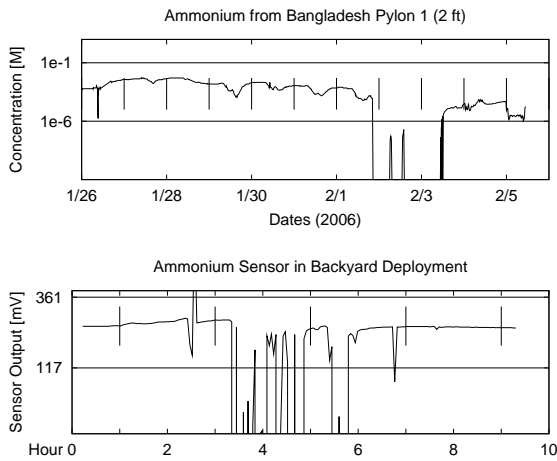 Ammonium from Bangladesh Pylon 1 (2 ft)
Concentration [M]
1e-1
1e-6
1/26 1/28 1/30 2/1 2/3 2/5
Dates (2006)
Ammonium Sensor in Backyard Deployment
Sensor Output [mV]
361
117
Hour 0 2 4 6 8 10